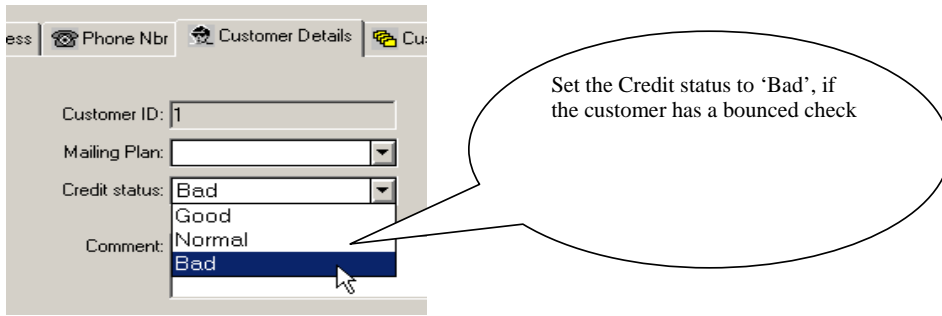 ess Phone Nbr Customer Details Cu
Customer ID: 1
Mailing Plan:
Credit status: Bad
Good
Normal
Bad
Comment:
Set the Credit status to ‘Bad’, if
the customer has a bounced check